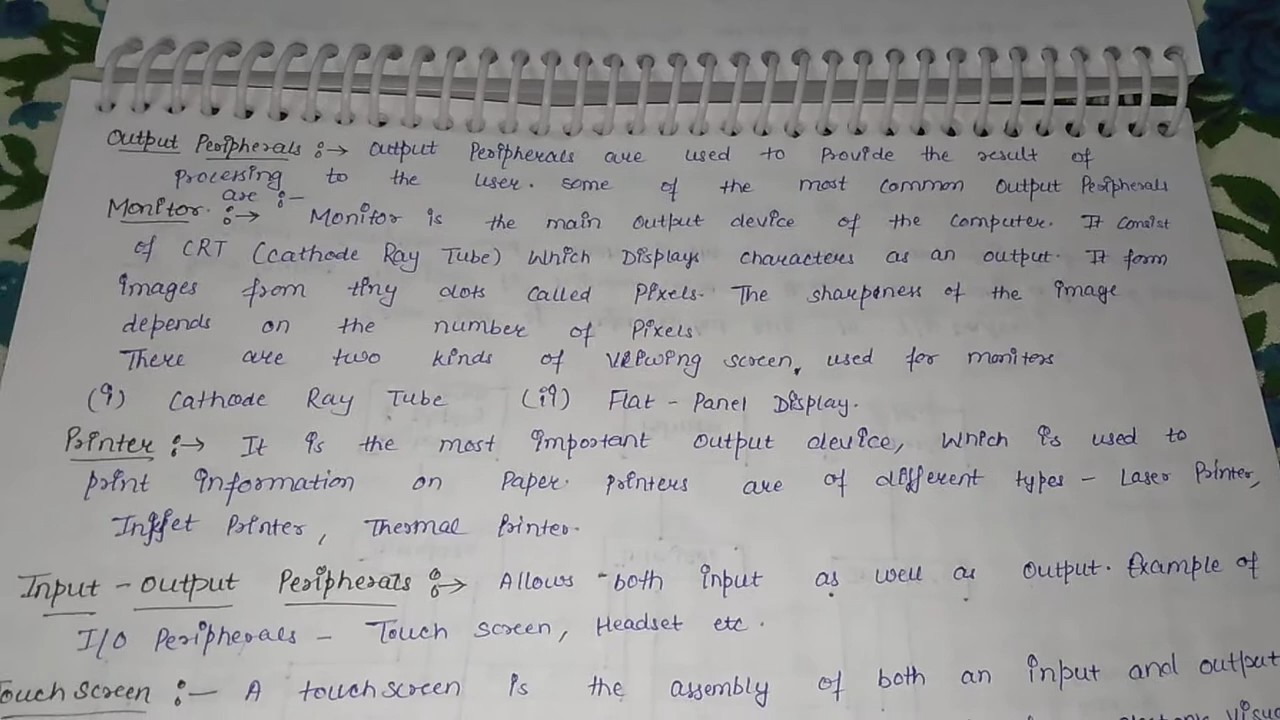 Output Peripherals :→ Output Peripherals are used to Provide the result of
Processing to the user. Some of the most common Output Peripherals
are :-
Monitor. :→ Monitor is the main output device of the computer. It consist
of CRT (Cathode Ray Tube) Which Displays characters as an output. It form
images from tiny dots called Pixels. The sharpness of the image
depends on the number of Pixels.
There are two kinds of viewing screen, used for monitors
(i) Cathode Ray Tube (ii) Flat - Panel Display.
Printer :→ It is the most important output device, which is used to
print information on Paper. Printers are of different types - Laser Printer,
Inkjet Printer, Thermal Printer.
Input - Output Peripherals :→ Allows both input as well as output. Example of
I/O Peripherals - Touch Screen, Headset etc.
Touch Screen :- A touch screen is the assembly of both an input and output